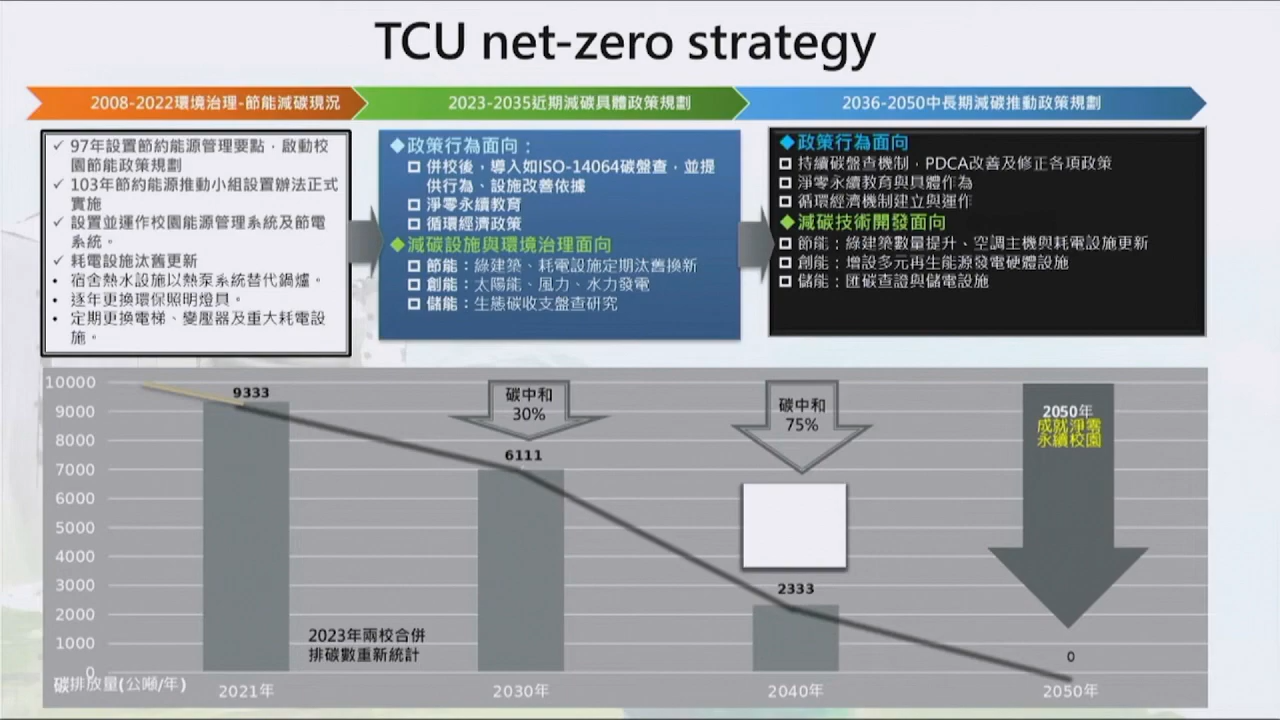 TCU net-zero strategy
2008-2022環境治理-節能減碳現況
2023-2035近期減碳具體政策規劃
2036-2050中長期減碳推動政策規劃
✓ 97年設置節約能源管理要點，啟動校
園節能政策規劃
✓ 103年節約能源推動小組設置辦法正式
實施
✓ 設置並運作校園能源管理系統及節電
系統。
✓ 耗電設施汰舊更新
• 宿舍熱水設施以熱泵系統替代鍋爐。
• 逐年更換環保照明燈具。
• 定期更換電梯、變壓器及重大耗電設
施。
◆政策行為面向：
□ 併校後，導入如ISO-14064碳盤查，並提
供行為、設施改善依據
□ 淨零永續教育
□ 循環經濟政策
◆減碳設施與環境治理面向
□ 節能：綠建築、耗電設施定期汰舊換新
□ 創能：太陽能、風力、水力發電
□ 儲能：生態碳收支盤查研究
◆政策行為面向
□ 持續碳盤查機制，PDCA改善及修正各項政策
□ 淨零永續教育與具體作為
□ 循環經濟機制建立與運作
◆減碳技術開發面向
□ 節能：綠建築數量提升、空調主機與耗電設施更新
□ 創能：增設多元再生能源發電硬體設施
□ 儲能：匯碳查證與儲電設施
10000
9000
8000
7000
6000
5000
4000
3000
2000
1000
0
碳排放量(公噸/年)
9333
碳中和
30%
6111
碳中和
75%
2333
2050年
成就淨零
永續校園
0
2023年兩校合併
排碳數重新統計
2021年
2030年
2040年
2050年